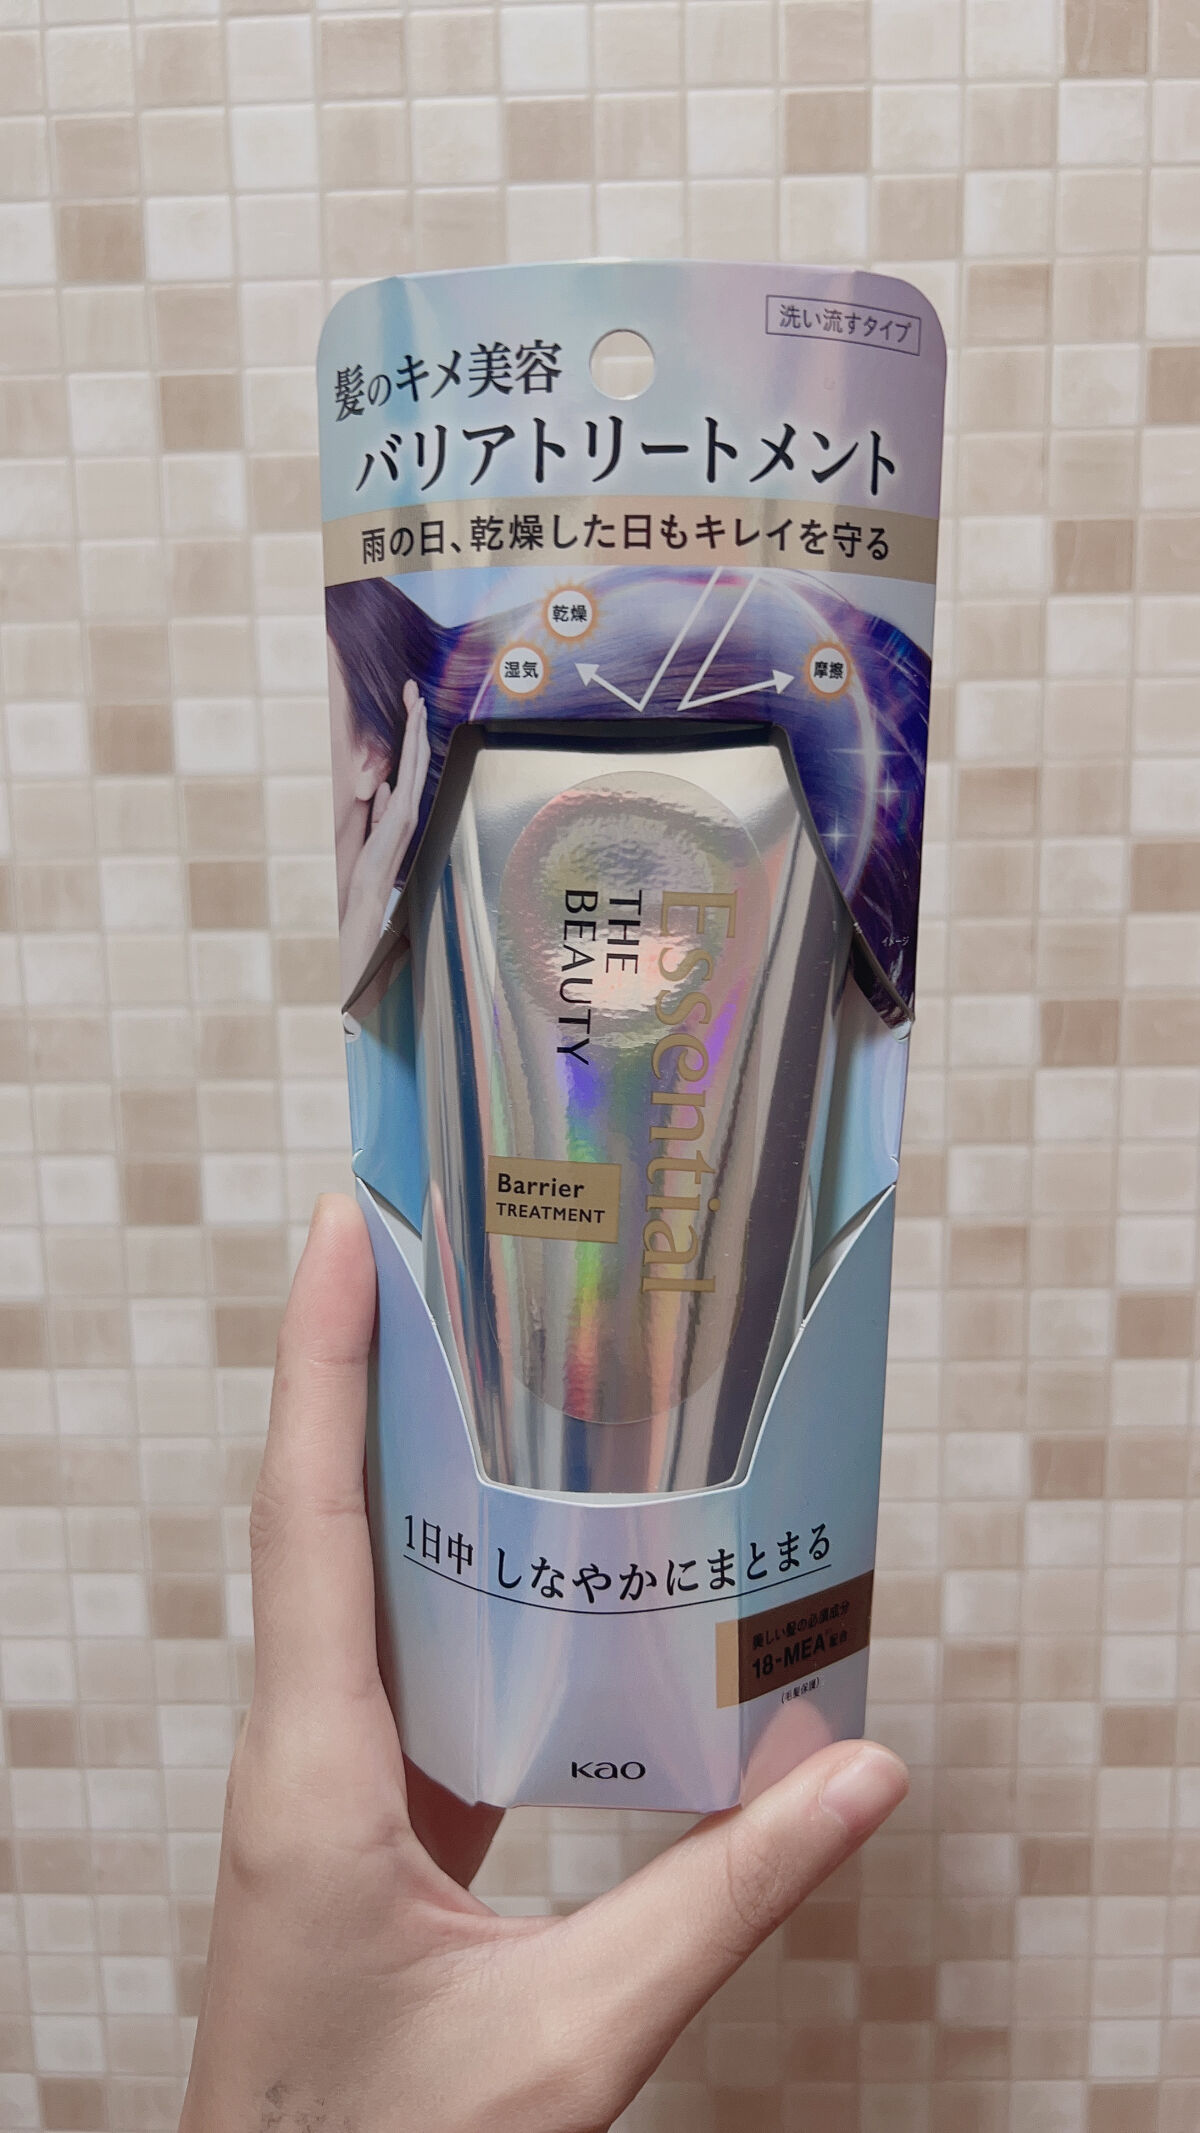 洗い流すタイプ
髪のキメ美容
バリアトリートメント
雨の日、乾燥した日もキレイを守る
乾燥
湿気
摩擦
イメージ
Essential
THE
BEAUTY
Barrier
TREATMENT
1日中 しなやかにまとまる
美しい髪の必須成分
18-MEA配合
(毛髪保護)
Kao